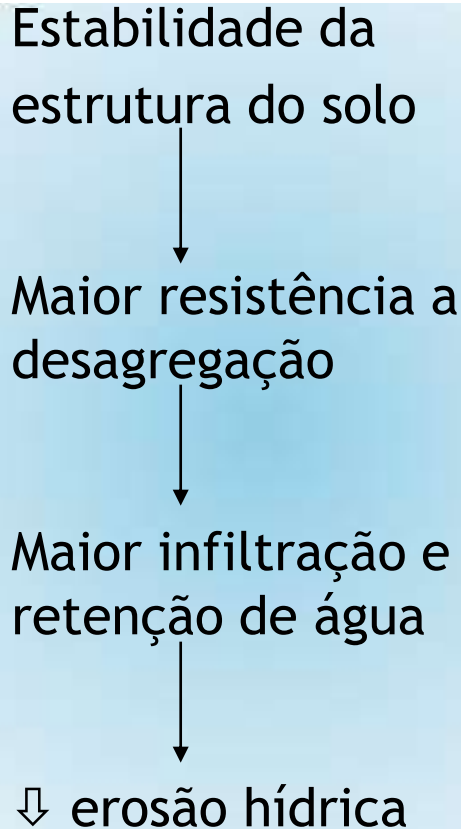 Estabilidade da
estrutura do solo
Maior resistência a
desagregação
Maior infiltração e
retenção de água
⇩ erosão hídrica